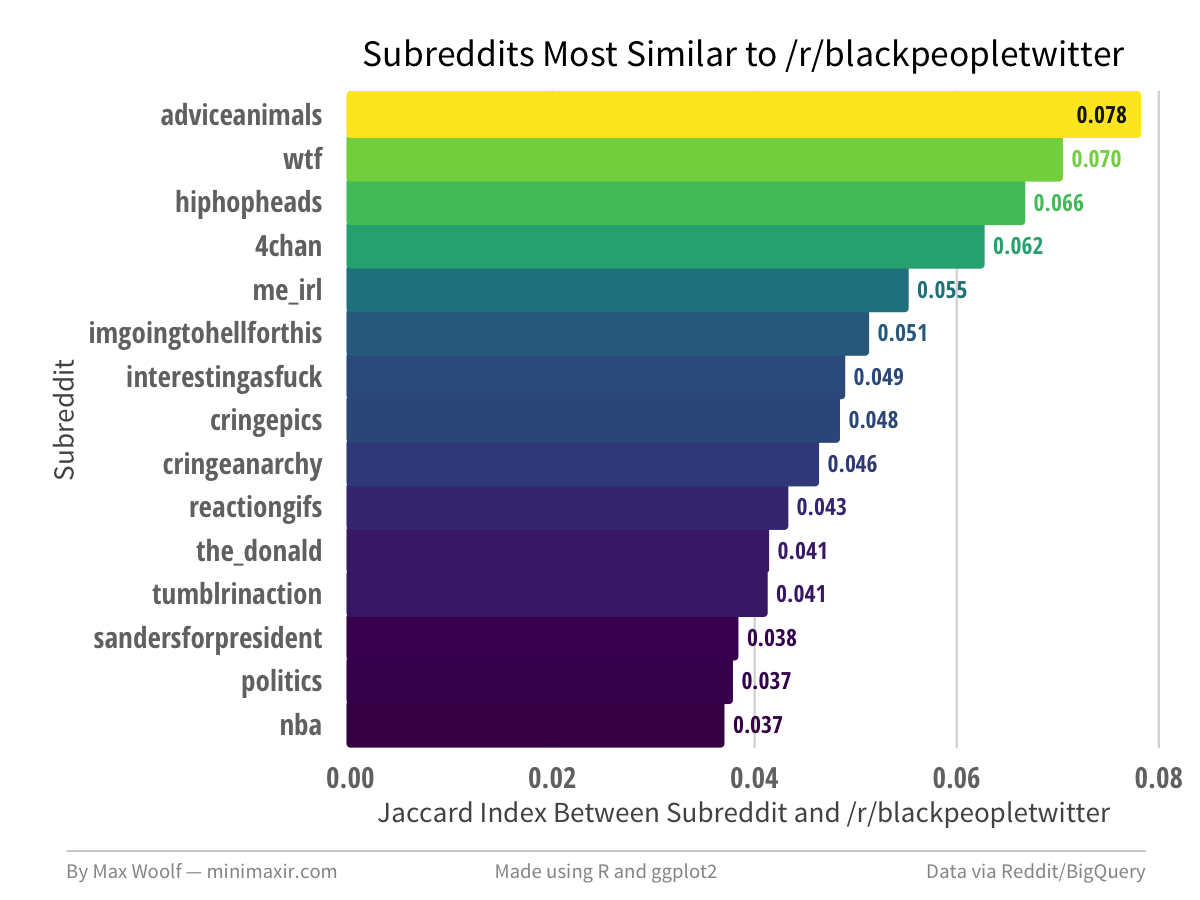 Subreddits Most Similar to /r/blackpeopletwitter
adviceanimals 0.078
wtf 0.070
hiphopheads 0.066
4chan 0.062
me_irl 0.055
imgoingtohellforthis 0.051
interestingasfuck 0.049
cringepics 0.048
cringeanarchy 0.046
reactiongifs 0.043
the_donald 0.041
tumblrinaction 0.041
sandersforpresident 0.038
politics 0.037
nba 0.037
Subreddit
0.00 0.02 0.04 0.06 0.08
Jaccard Index Between Subreddit and /r/blackpeopletwitter
By Max Woolf — minimaxir.com Made using R and ggplot2 Data via Reddit/BigQuery